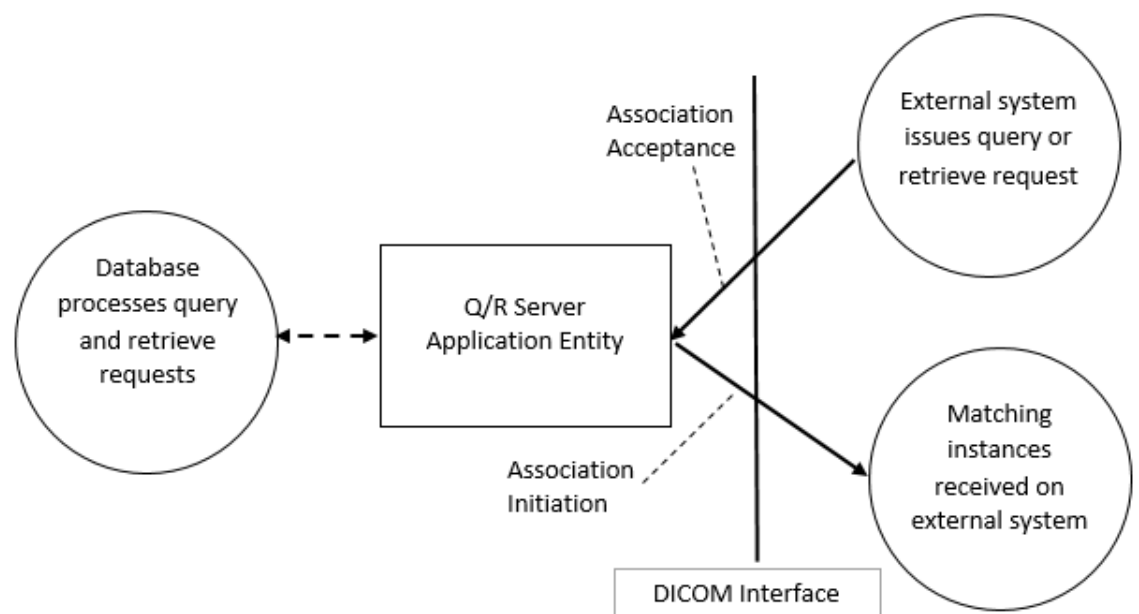 Association
Acceptance
External system
issues query or
retrieve request
Database
processes query
and retrieve
requests
Q/R Server
Application Entity
Association
Initiation
Matching
instances
received on
external system
DICOM Interface